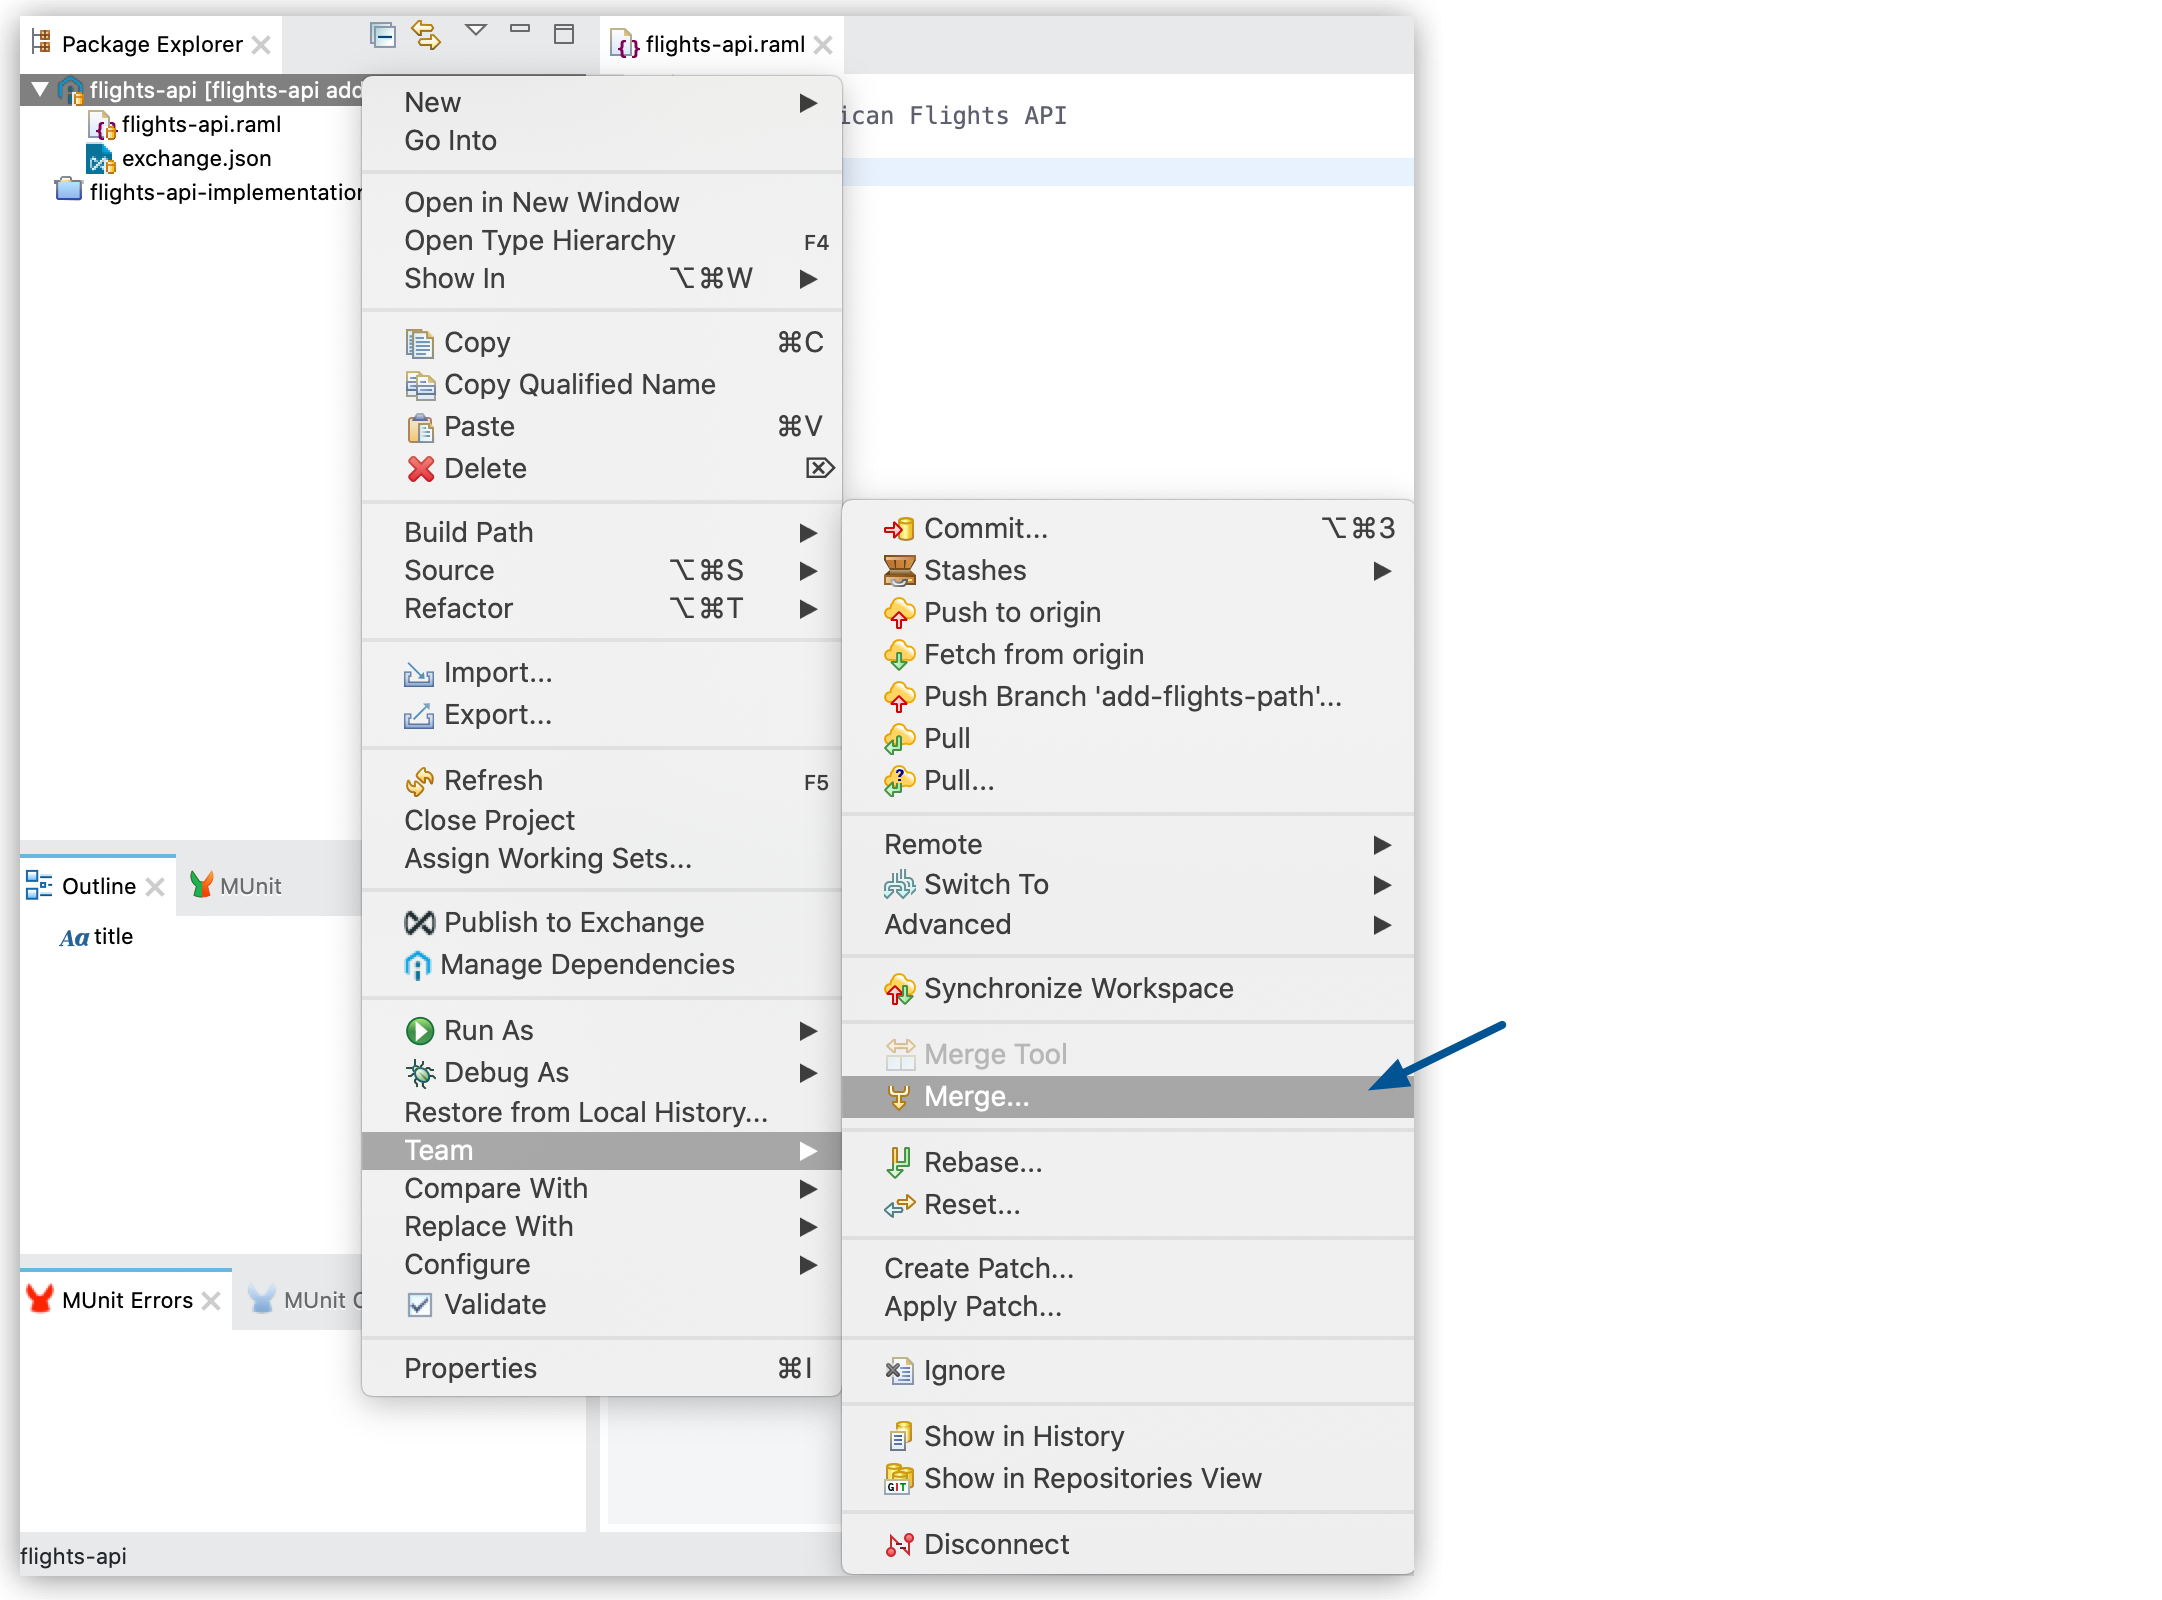 Package Explorer
flights-api [flights-api add
flights-api.raml
exchange.json
flights-api-implementation
flights-api.raml
ican Flights API
New
Go Into
Open in New Window
Open Type Hierarchy F4
Show In ⌥⌘W
Copy ⌘C
Copy Qualified Name
Paste ⌘V
Delete ⌦
Build Path
Source ⌥⌘S
Refactor ⌥⌘T
Import...
Export...
Refresh F5
Close Project
Assign Working Sets...
Publish to Exchange
Manage Dependencies
Run As
Debug As
Restore from Local History...
Team
Compare With
Replace With
Configure
Validate
Properties ⌘I
Commit... ⌥⌘3
Stashes
Push to origin
Fetch from origin
Push Branch 'add-flights-path'...
Pull
Pull...
Remote
Switch To
Advanced
Synchronize Workspace
Merge Tool
Merge...
Rebase...
Reset...
Create Patch...
Apply Patch...
Ignore
Show in History
GIT Show in Repositories View
Disconnect
Outline
MUnit
Aa title
MUnit Errors
MUnit C
flights-api